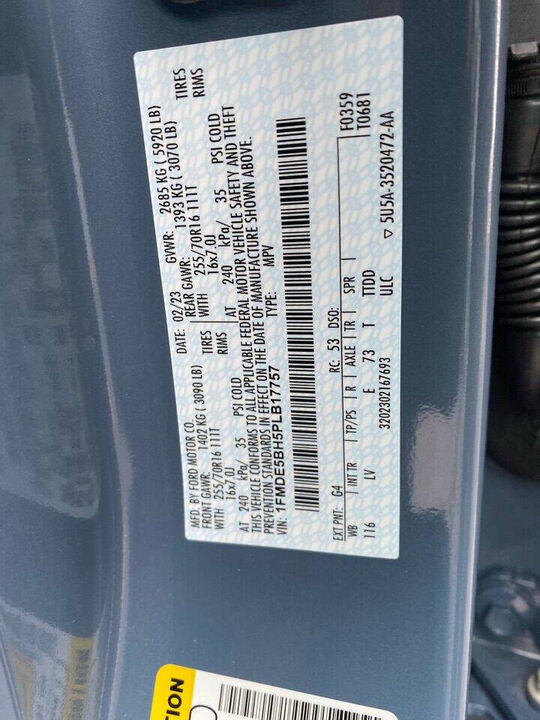 MFD. BY FORD MOTOR CO.
DATE: 02/23 GVWR: 2685 KG ( 5920 LB)
FRONT GAWR: 1402 KG ( 3090 LB) REAR GAWR: 1393 KG ( 3070 LB)
WITH 255/70R16 111T TIRES WITH 255/70R16 111T TIRES
16x7.0J RIMS 16x7.0J RIMS
AT 240 kPa/ 35 PSI COLD AT 240 kPa/ 35 PSI COLD
THIS VEHICLE CONFORMS TO ALL APPLICABLE FEDERAL MOTOR VEHICLE SAFETY AND THEFT
PREVENTION STANDARDS IN EFFECT ON THE DATE OF MANUFACTURE SHOWN ABOVE.
VIN: 1FMDE5BH5PLB17757 TYPE: MPV
F0359
T0681
EXT PNT: G4 RC: 53 DSO:
WB INT TR TP/PS R AXLE TR SPR
116 LV E 73 T TTDD
3202302167693 ULC
▽ 5U5A-3520472-AA
TION